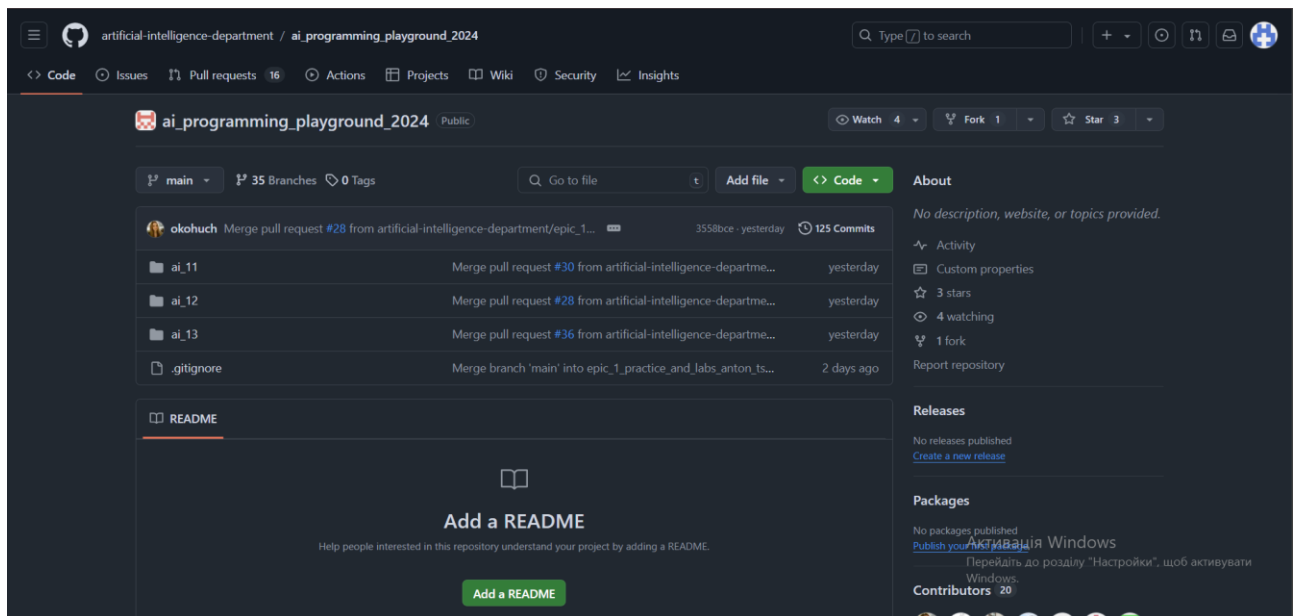 artificial-intelligence-department / ai_programming_playground_2024
Type / to search
Code Issues Pull requests 16 Actions Projects Wiki Security Insights
ai_programming_playground_2024 Public
Watch 4 Fork 1 Star 3
main 35 Branches 0 Tags Go to file t Add file Code
okohuch Merge pull request #28 from artificial-intelligence-department/epic_1... 3558bce · yesterday 125 Commits
ai_11 Merge pull request #30 from artificial-intelligence-departme... yesterday
ai_12 Merge pull request #28 from artificial-intelligence-departme... yesterday
ai_13 Merge pull request #36 from artificial-intelligence-departme... yesterday
.gitignore Merge branch 'main' into epic_1_practice_and_labs_anton_ts... 2 days ago
README
Add a README
Help people interested in this repository understand your project by adding a README.
Add a README
About
No description, website, or topics provided.
Activity
Custom properties
3 stars
4 watching
1 fork
Report repository
Releases
No releases published
Create a new release
Packages
No packages published
Publish your first package
Contributors 20
Активація Windows
Перейдіть до розділу "Настройки", щоб активувати
Windows.